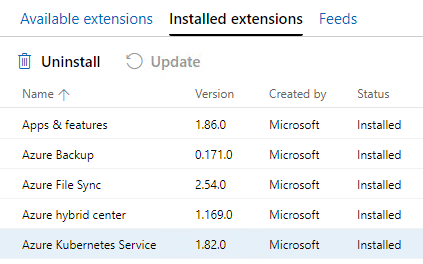 Available extensions Installed extensions Feeds
Uninstall Update
Name Version Created by Status
Apps & features 1.86.0 Microsoft Installed
Azure Backup 0.171.0 Microsoft Installed
Azure File Sync 2.54.0 Microsoft Installed
Azure hybrid center 1.169.0 Microsoft Installed
Azure Kubernetes Service 1.82.0 Microsoft Installed